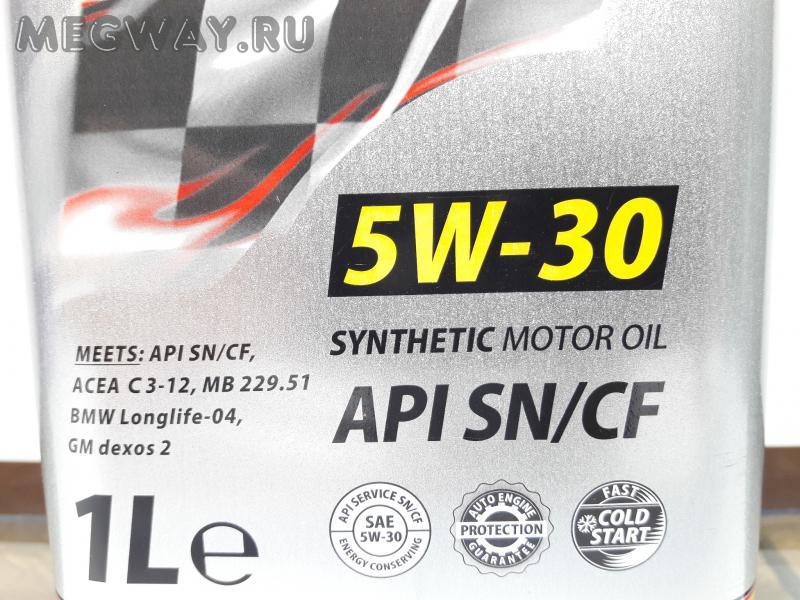 MEGWAY.RU
5W-30
SYNTHETIC MOTOR OIL
API SN/CF
MEETS: API SN/CF,
ACEA C 3-12, MB 229.51
BMW Longlife-04,
GM dexos 2
1L e
API SERVICE SN/CF
SAE
5W-30
ENERGY CONSERVING
AUTO ENGINE
PROTECTION
GUARANTEE
FAST
COLD
START